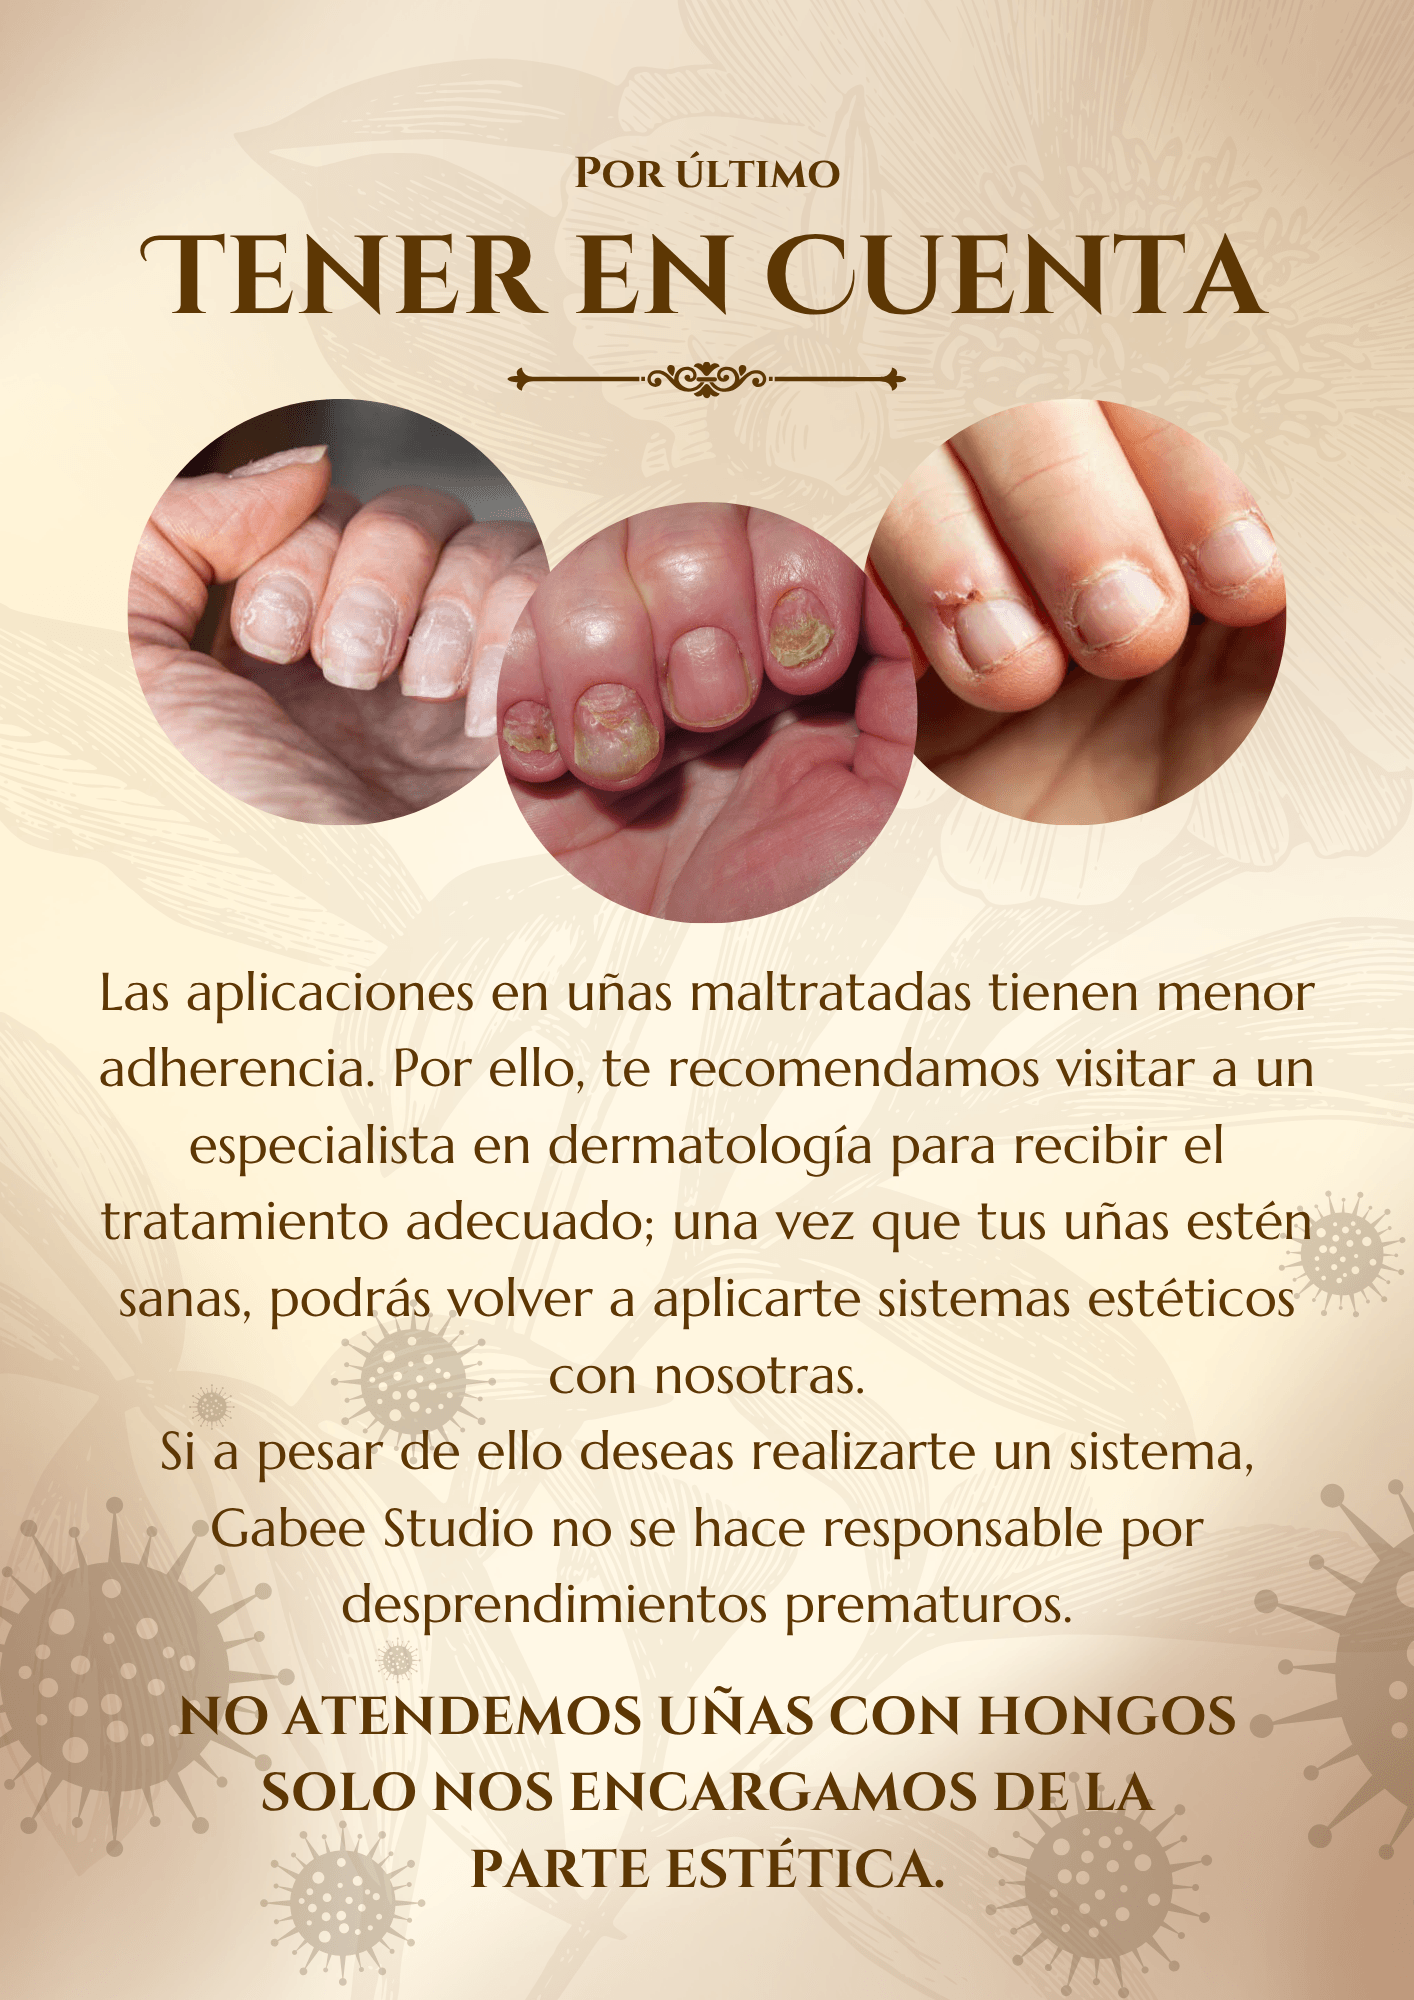 Por último
Tener en Cuenta
Las aplicaciones en uñas maltratadas tienen menor
adherencia. Por ello, te recomendamos visitar a un
especialista en dermatología para recibir el
tratamiento adecuado; una vez que tus uñas estén
sanas, podrás volver a aplicarte sistemas estéticos
con nosotras.
Si a pesar de ello deseas realizarte un sistema,
Gabee Studio no se hace responsable por
desprendimientos prematuros.
NO ATENDEMOS UÑAS CON HONGOS
SOLO NOS ENCARGAMOS DE LA
PARTE ESTÉTICA.